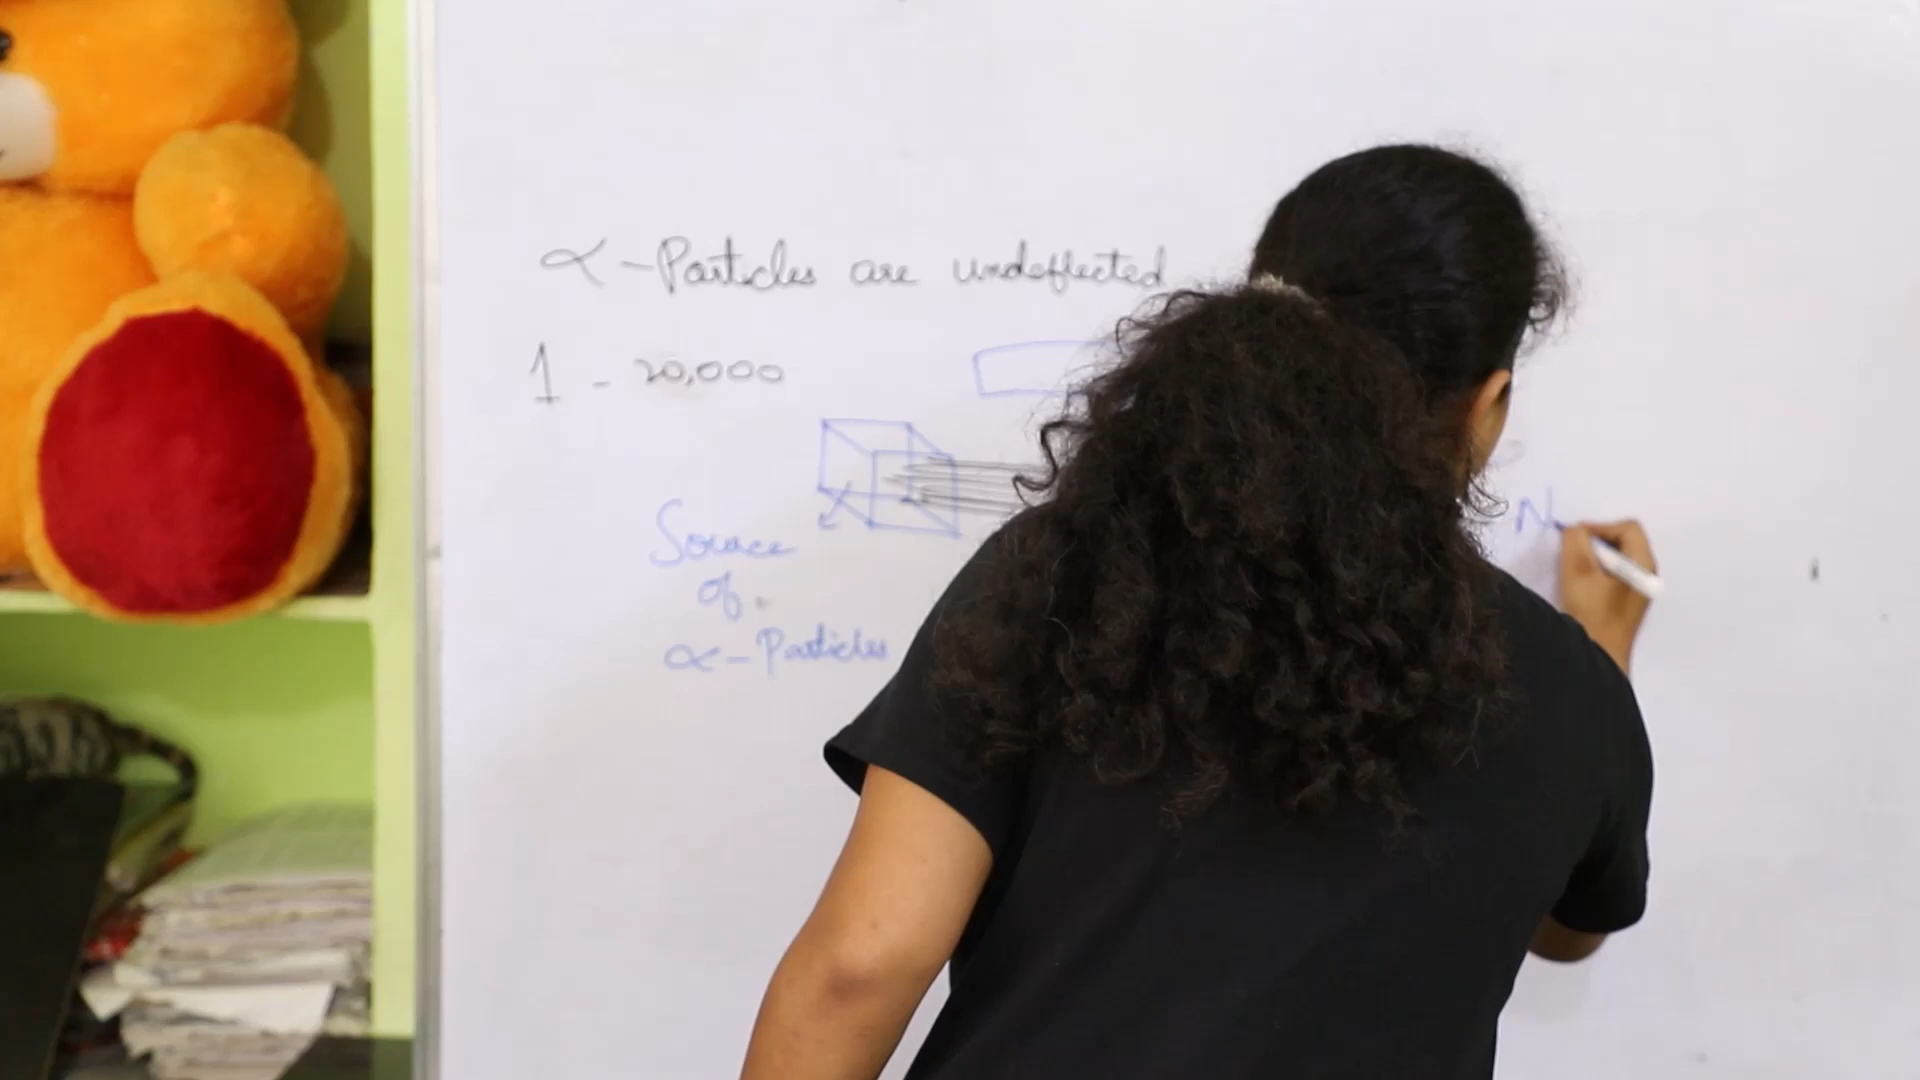 α - Particles are undeflected
1 - 20,000
Source
of
α - Particles
N